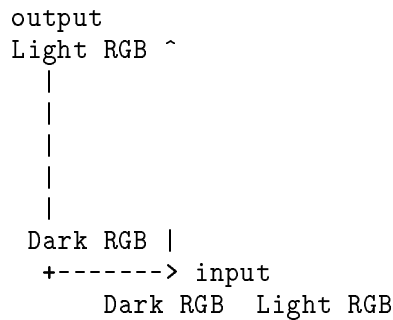 output
Light RGB ^
|
|
|
|
|
Dark RGB |
+-------> input
Dark RGB  Light RGB